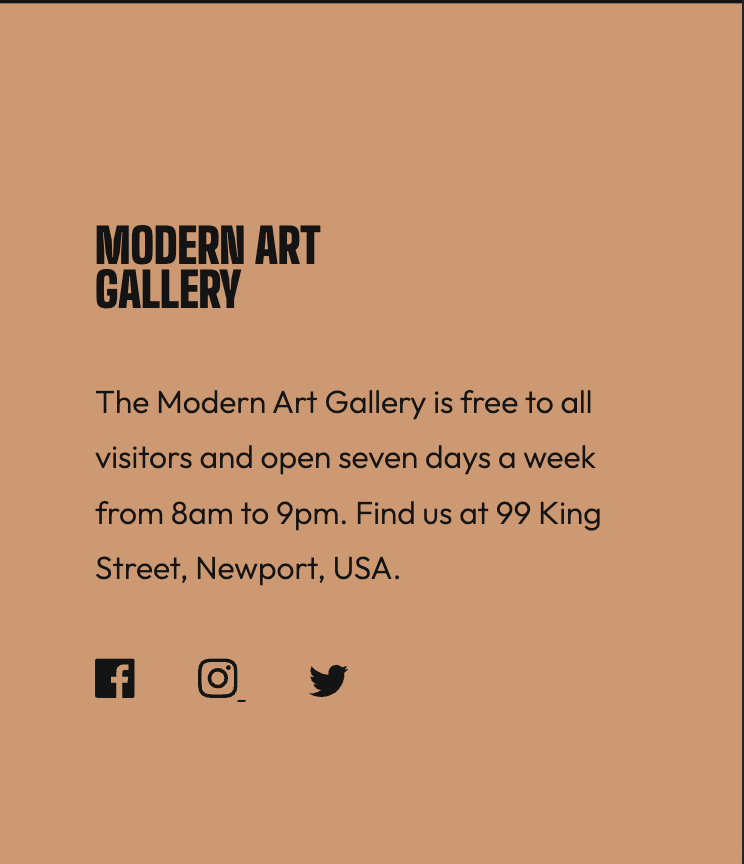 MODERN ART
GALLERY
The Modern Art Gallery is free to all
visitors and open seven days a week
from 8am to 9pm. Find us at 99 King
Street, Newport, USA.